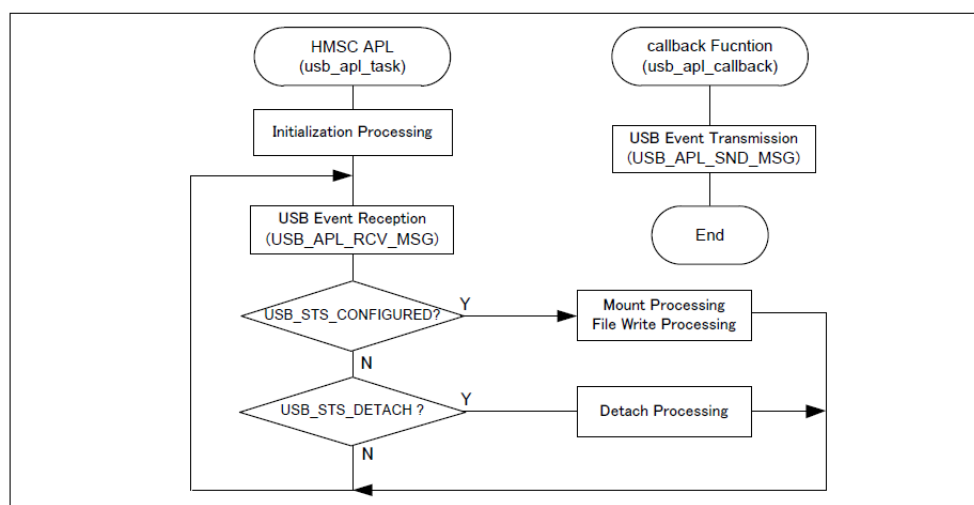 HMSC APL
(usb_apl_task)
Initialization Processing
USB Event Reception
(USB_APL_RCV_MSG)
USB_STS_CONFIGURED?
Y
Mount Processing
File Write Processing
N
USB_STS_DETACH ?
Y
Detach Processing
N
callback Fucntion
(usb_apl_callback)
USB Event Transmission
(USB_APL_SND_MSG)
End